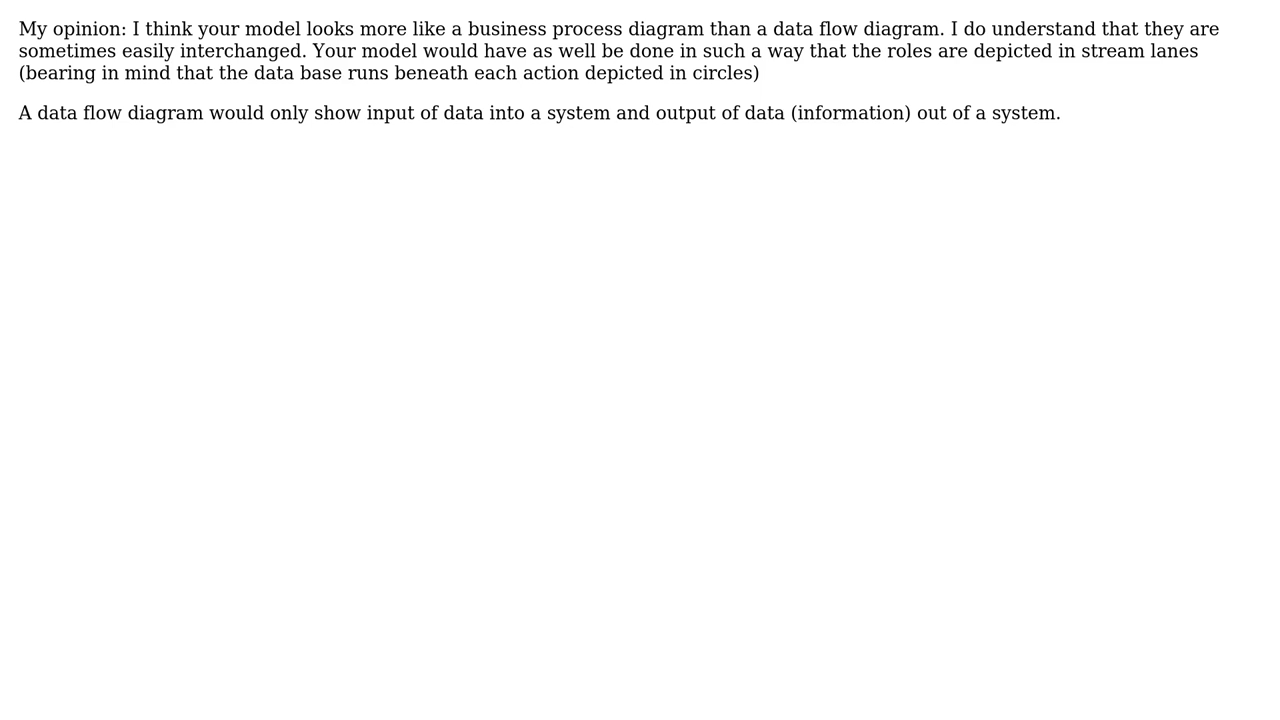 My opinion: I think your model looks more like a business process diagram than a data flow diagram. I do understand that they are
sometimes easily interchanged. Your model would have as well be done in such a way that the roles are depicted in stream lanes
(bearing in mind that the data base runs beneath each action depicted in circles)
A data flow diagram would only show input of data into a system and output of data (information) out of a system.